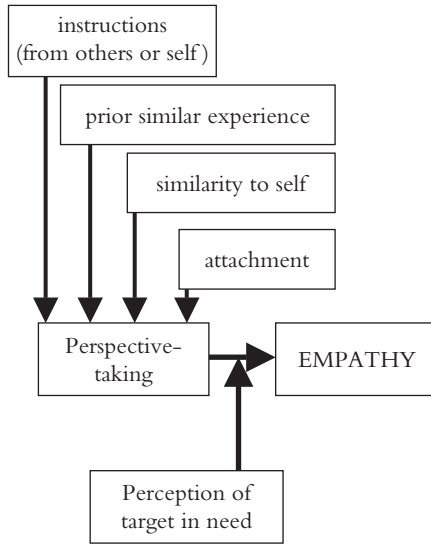 instructions
(from others or self)
prior similar experience
similarity to self
attachment
Perspective-
taking
EMPATHY
Perception of
target in need